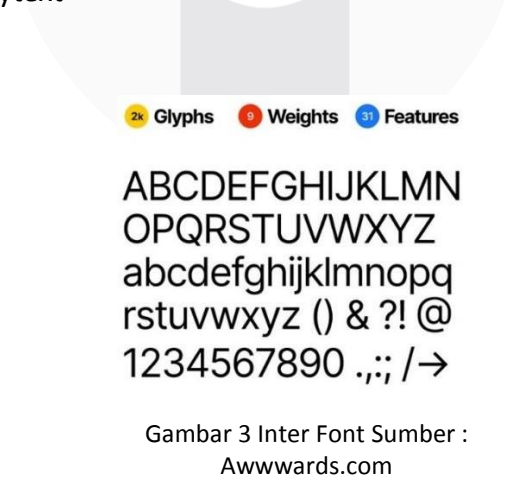 2k Glyphs 9 Weights 31 Features
ABCDEFGHIJKLMN
OPQRSTUVWXYZ
abcdefghijklmnopq
rstuvwxyz () & ?! @
1234567890 .,:; /→
Gambar 3 Inter Font Sumber :
Awwwards.com